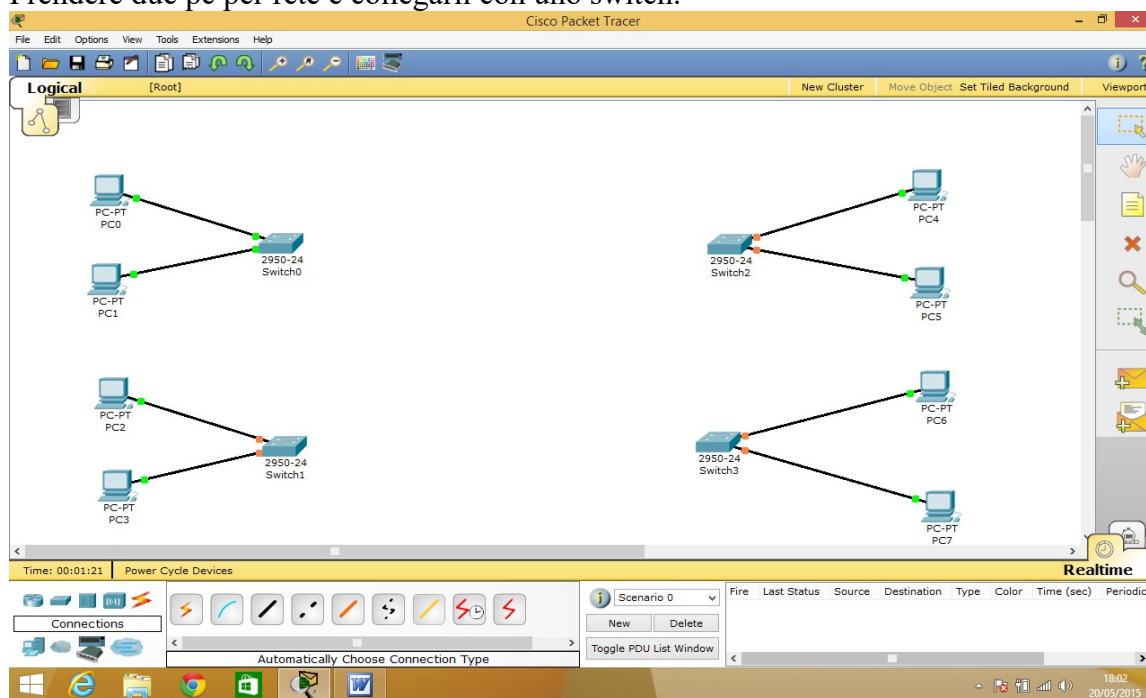 Prendere due pc per rete e collegarli con uno switch.
Cisco Packet Tracer
File Edit Options View Tools Extensions Help
Logical [Root] New Cluster Move Object Set Tiled Background Viewport
PC-PT
PC0
PC-PT
PC1
2950-24
Switch0
PC-PT
PC4
2950-24
Switch2
PC-PT
PC5
PC-PT
PC2
2950-24
Switch1
PC-PT
PC3
PC-PT
PC6
2950-24
Switch3
PC-PT
PC7
Time: 00:01:21 Power Cycle Devices Realtime
Connections
Automatically Choose Connection Type
Scenario 0
New Delete
Toggle PDU List Window
Fire Last Status Source Destination Type Color Time (sec) Periodic
18:02
20/05/2015